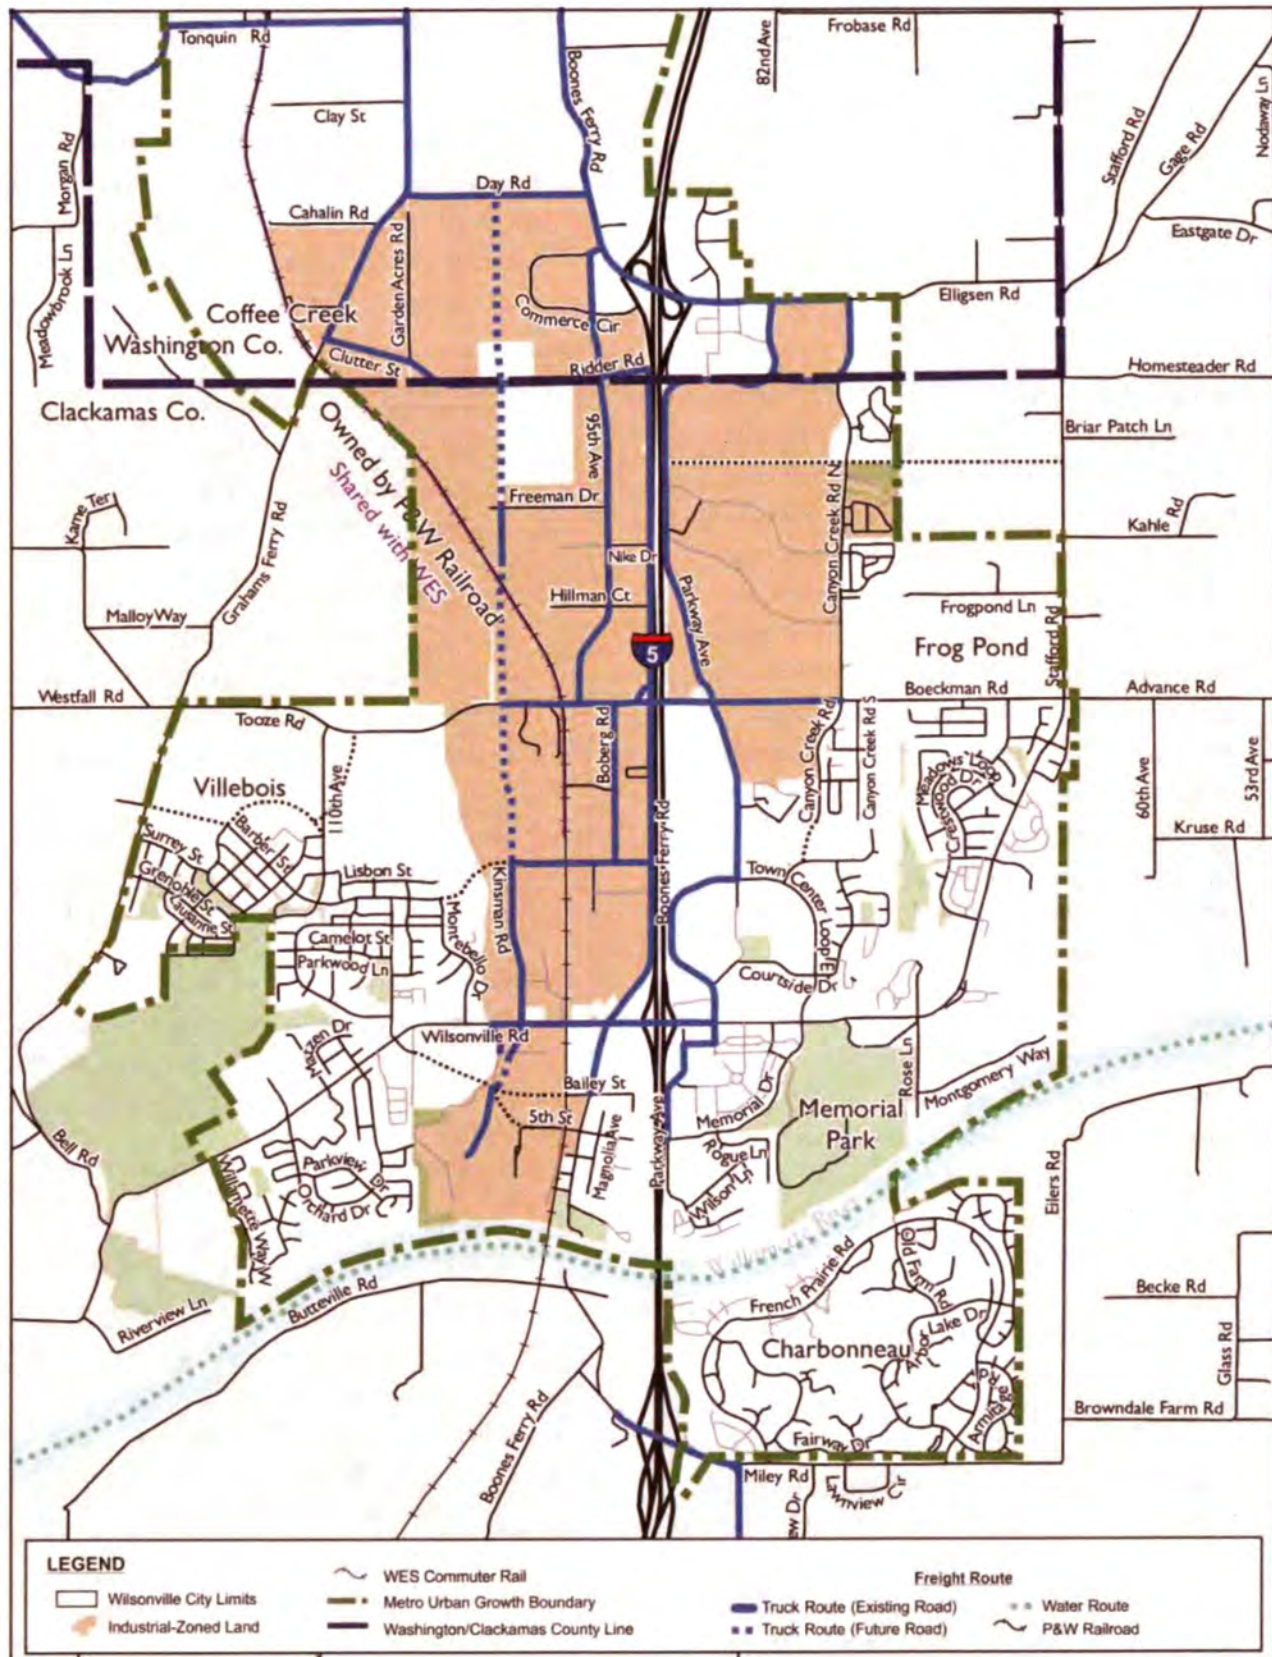 Tonquin Rd
Boones Ferry Rd
82nd Ave
Frobase Rd
Clay St
Morgan Rd
Stafford Rd
Gage Rd
Nodaway Ln
Day Rd
Cahalin Rd
Garden Acres Rd
Eastgate Dr
Meadowbrook Ln
Elligsen Rd
Coffee Creek
Commerce Cir
Washington Co.
Clutter St
Ridder Rd
Homesteader Rd
Clackamas Co.
Owned by P&W Railroad
Shared with WES
95th Ave
Briar Patch Ln
Kame Ter
Freeman Dr
Canyon Creek Rd N
Kahle Rd
Grahams Ferry Rd
Nike Dr
Hillman Ct
Parkway Ave
Frogpond Ln
Malloy Way
5
Frog Pond
Stafford Rd
Westfall Rd
Boeckman Rd
Advance Rd
Tooze Rd
Boberg Rd
Canyon Creek Rd
Canyon Creek Rd S
Villebois
110th Ave
Meadows Loop
Crestwood Dr
60th Ave
53rd Ave
Barber St
Surrey St
Boones Ferry Rd
Kruse Rd
Grenoble St
Lausanne St
Lisbon St
Kinsman Rd
Town Center Loop E
Camelot St
Montebello Dr
Parkwood Ln
Courtside Dr
Wilsonville Rd
Matzen Dr
Rose Ln
Montgomery Way
Bailey St
Memorial Dr
Memorial
Park
5th St
Magnolia Ave
Parkway Ave
Rogue Ln
Bell Rd
Parkview Dr
Orchard Dr
Wilson Ln
Eilers Rd
Willamette Way W
Willamette River
Old Farm Rd
Butteville Rd
French Prairie Rd
Becke Rd
Riverview Ln
Arbor Lake Dr
Charbonneau
Glass Rd
Boones Ferry Rd
Armitage Rd
Browndale Farm Rd
Fairway Dr
Miley Rd
Lawnview Cir
ew Dr
LEGEND
Wilsonville City Limits
Industrial-Zoned Land
WES Commuter Rail
Metro Urban Growth Boundary
Washington/Clackamas County Line
Freight Route
Truck Route (Existing Road)
Truck Route (Future Road)
Water Route
P&W Railroad